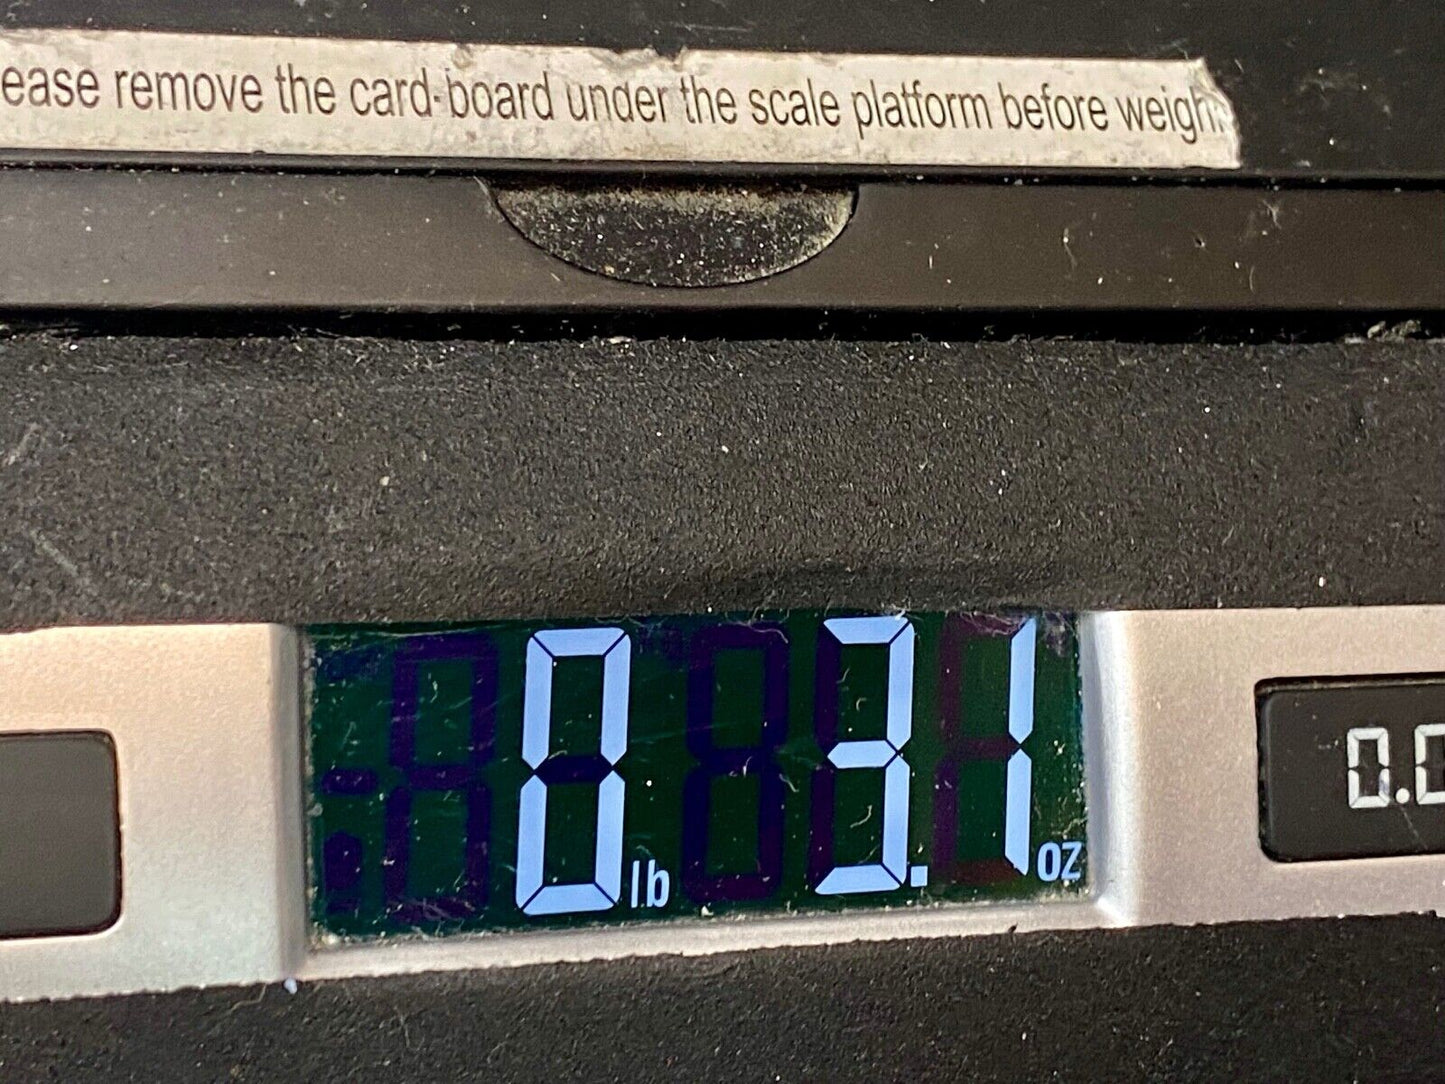 ease remove the card-board under the scale platform before weigh
0 lb 3.1 oz
0.0